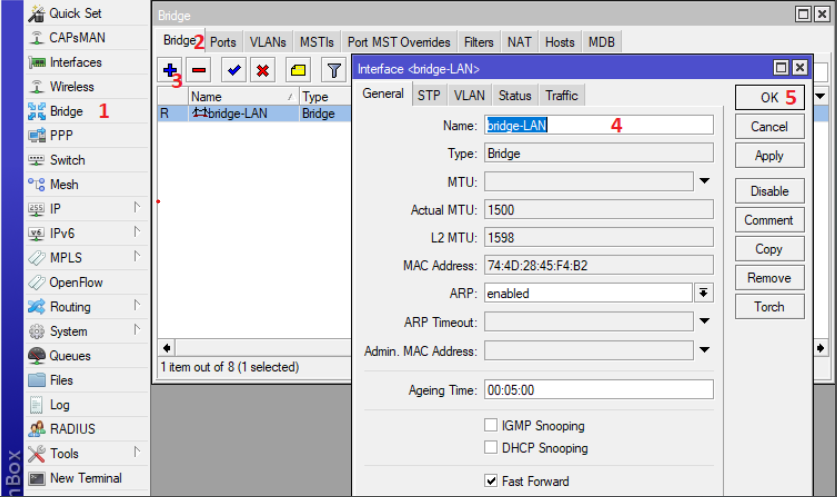 Quick Set
CAPsMAN
Interfaces
Wireless
Bridge 1
PPP
Switch
Mesh
IP
IPv6
MPLS
OpenFlow
Routing
System
Queues
Files
Log
RADIUS
Tools
New Terminal
nBox
Bridge
Bridge 2 Ports VLANs MSTIs Port MST Overrides Filters NAT Hosts MDB
3
Name / Type
R bridge-LAN Bridge
1 item out of 8 (1 selected)
Interface <bridge-LAN>
General STP VLAN Status Traffic
Name: bridge-LAN 4
Type: Bridge
MTU:
Actual MTU: 1500
L2 MTU: 1598
MAC Address: 74:4D:28:45:F4:B2
ARP: enabled
ARP Timeout:
Admin. MAC Address:
Ageing Time: 00:05:00
IGMP Snooping
DHCP Snooping
Fast Forward
OK 5
Cancel
Apply
Disable
Comment
Copy
Remove
Torch